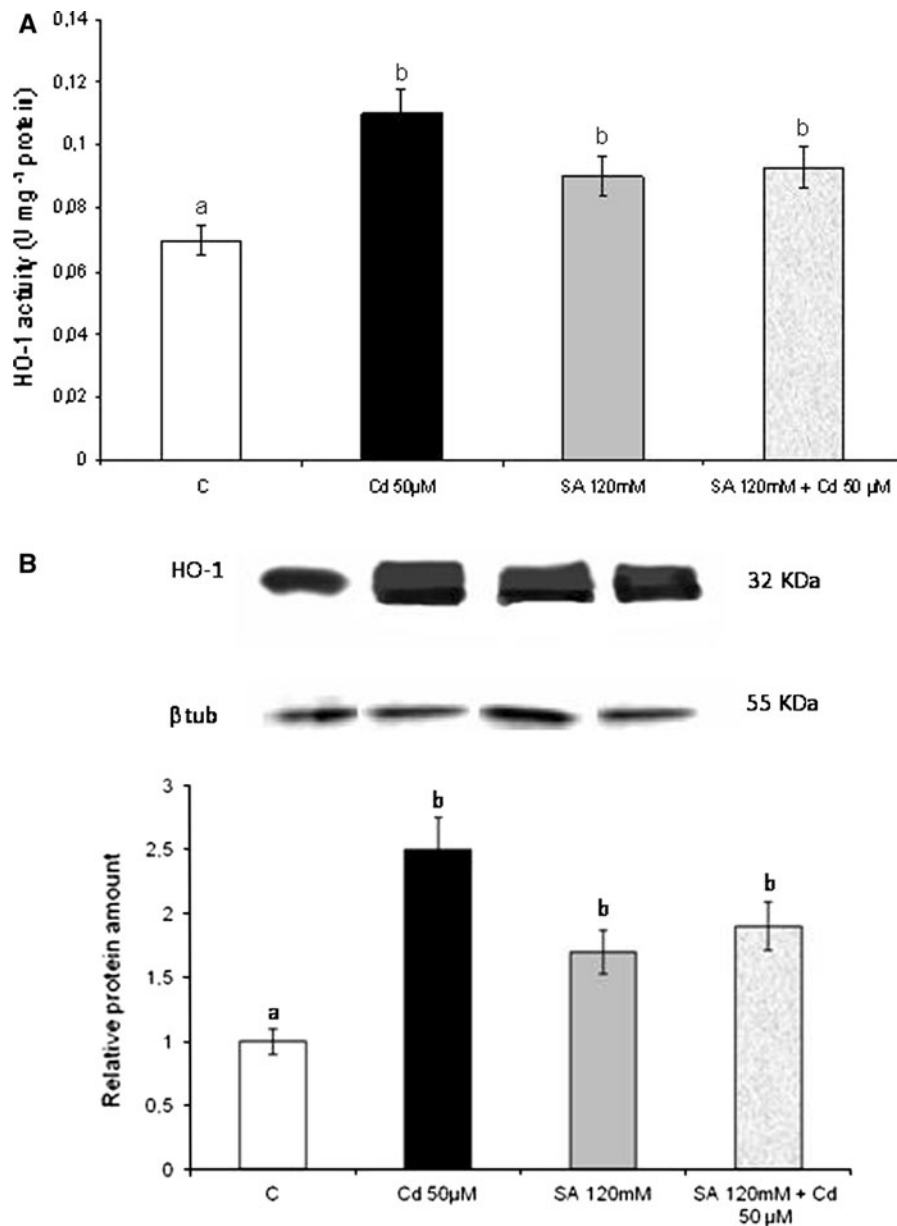 A
0,14
0,12
0,1
0,08
0,06
0,04
0,02
0
HO-1 activity (U mg⁻¹ protein)
a
b
b
b
C
Cd 50µM
SA 120mM
SA 120mM + Cd 50 µM
B
HO-1
32 KDa
β tub
55 KDa
3
2.5
2
1.5
1
0.5
0
Relative protein amount
a
b
b
b
C
Cd 50µM
SA 120mM
SA 120mM + Cd
50 µM